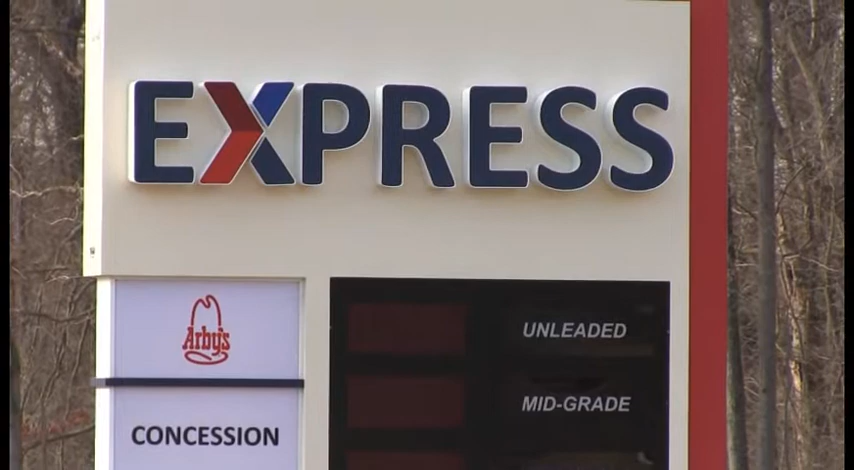 EXPRESS
Arby's
UNLEADED
MID-GRADE
CONCESSION